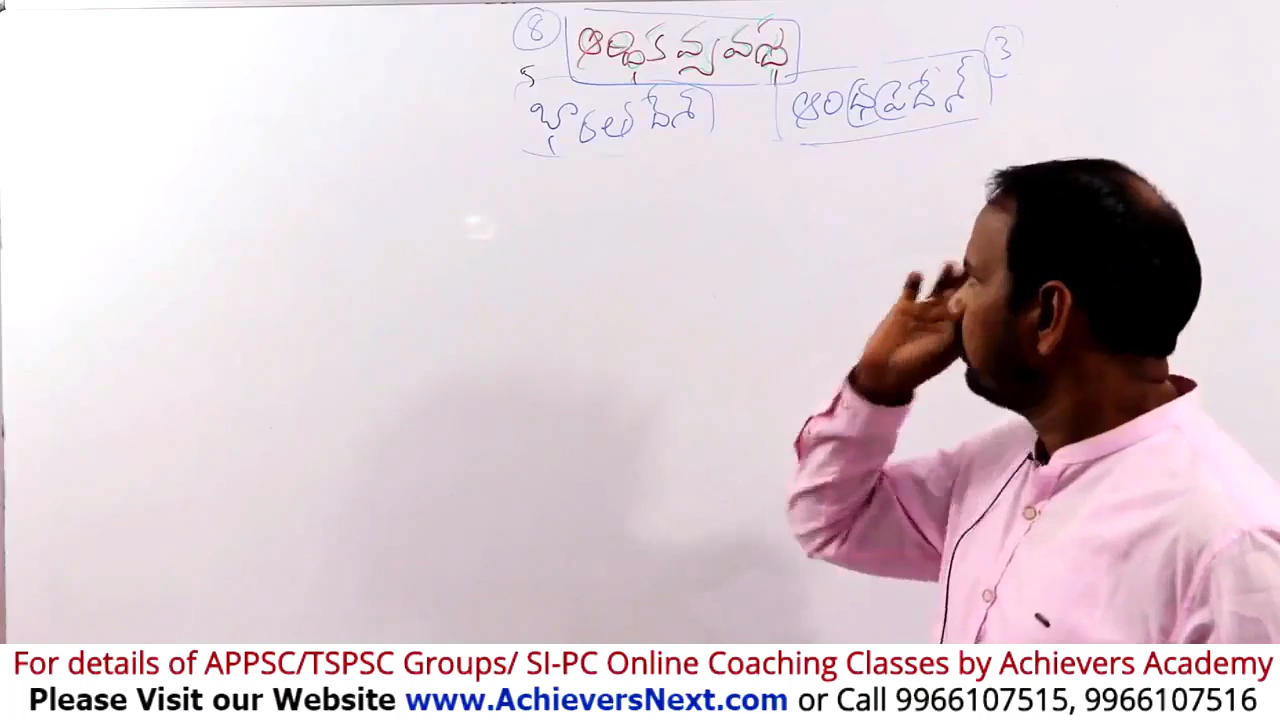 8 ఆర్థిక వ్యవస్థ
5 భారత దేశ్ ఆంధ్రప్రదేశ్ 3
For details of APPSC/TSPSC Groups/ SI-PC Online Coaching Classes by Achievers Academy
Please Visit our Website www.AchieversNext.com or Call 9966107515, 9966107516